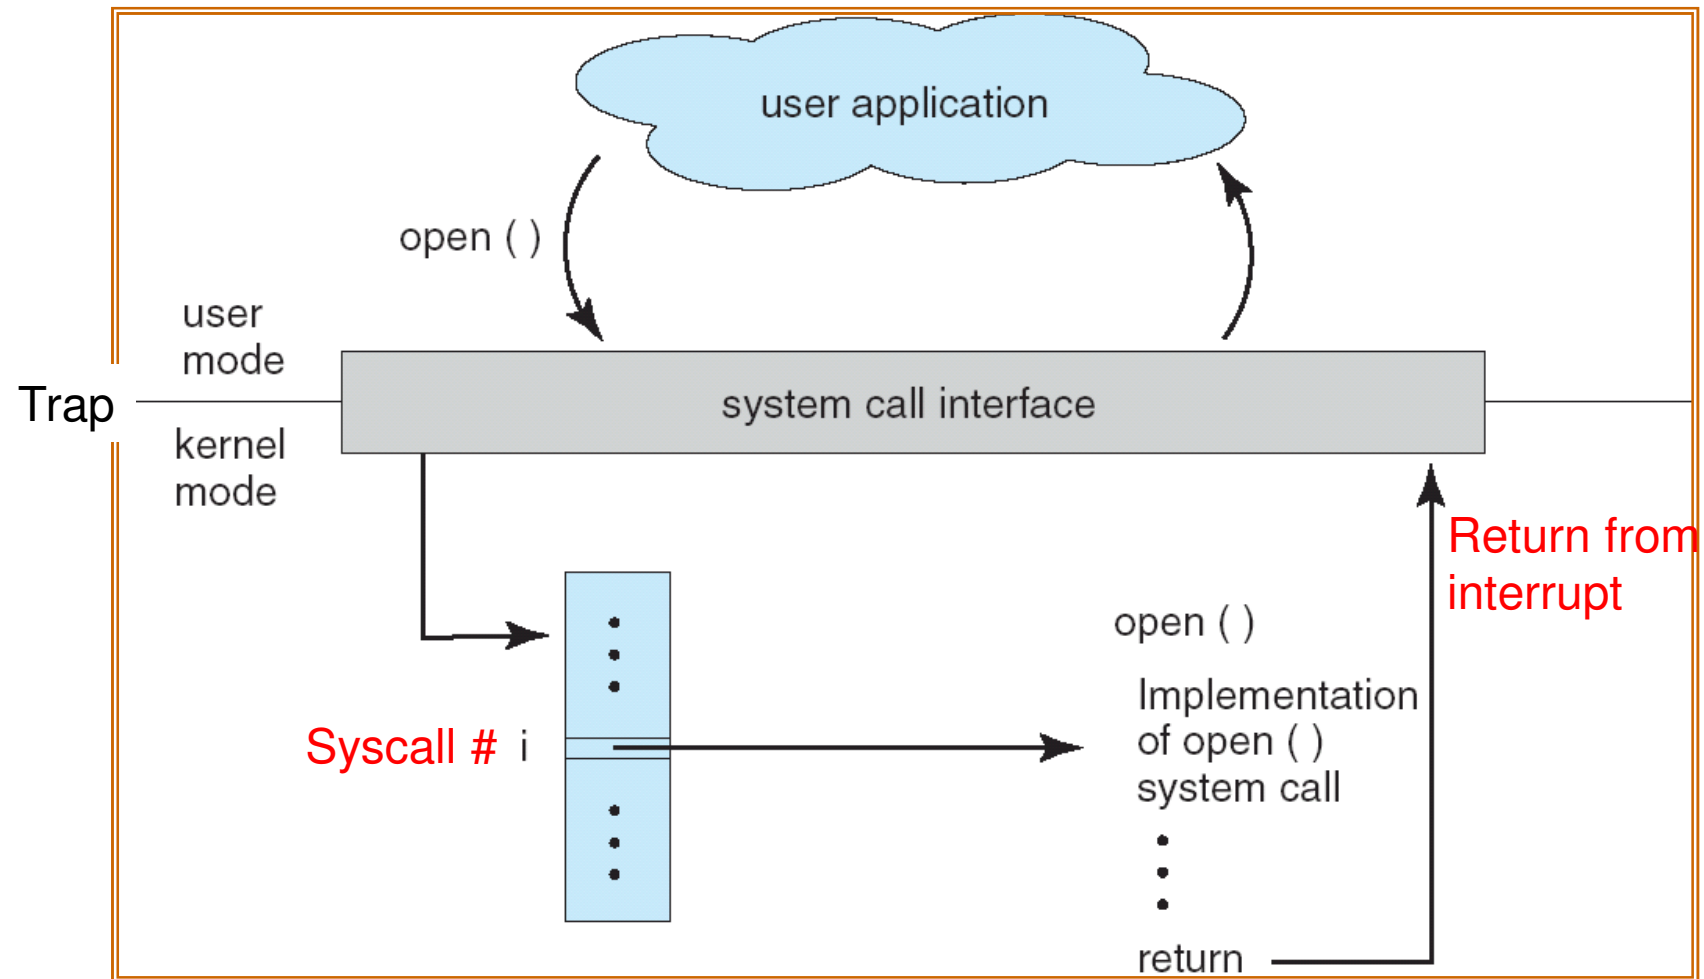 user application
open ( )
user
mode
Trap
system call interface
kernel
mode
Return from
interrupt
open ( )
Implementation
of open ( )
system call
Syscall # i
return